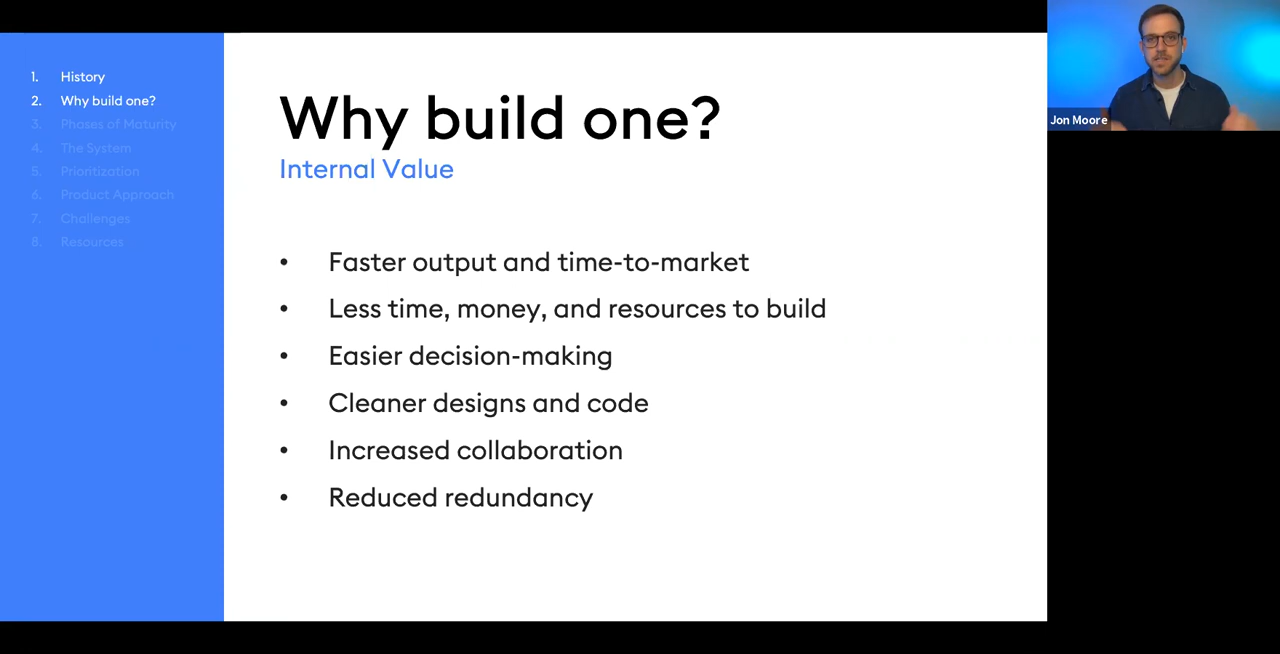 1. History
2. Why build one?
3. Phases of Maturity
4. The System
5. Prioritization
6. Product Approach
7. Challenges
8. Resources
Why build one?
Internal Value
• Faster output and time-to-market
• Less time, money, and resources to build
• Easier decision-making
• Cleaner designs and code
• Increased collaboration
• Reduced redundancy
Jon Moore